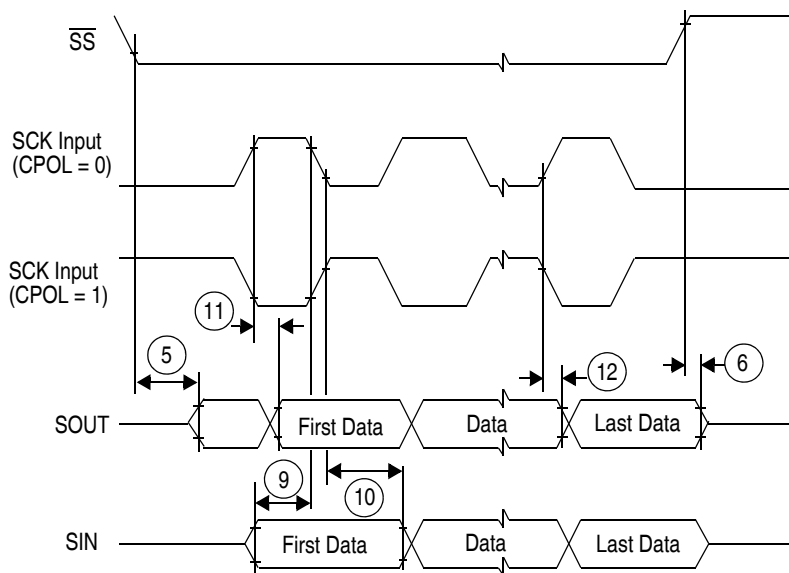 SS
SCK Input
(CPOL = 0)
SCK Input
(CPOL = 1)
11
5
12
6
SOUT
First Data
Data
Last Data
9
10
SIN
First Data
Data
Last Data